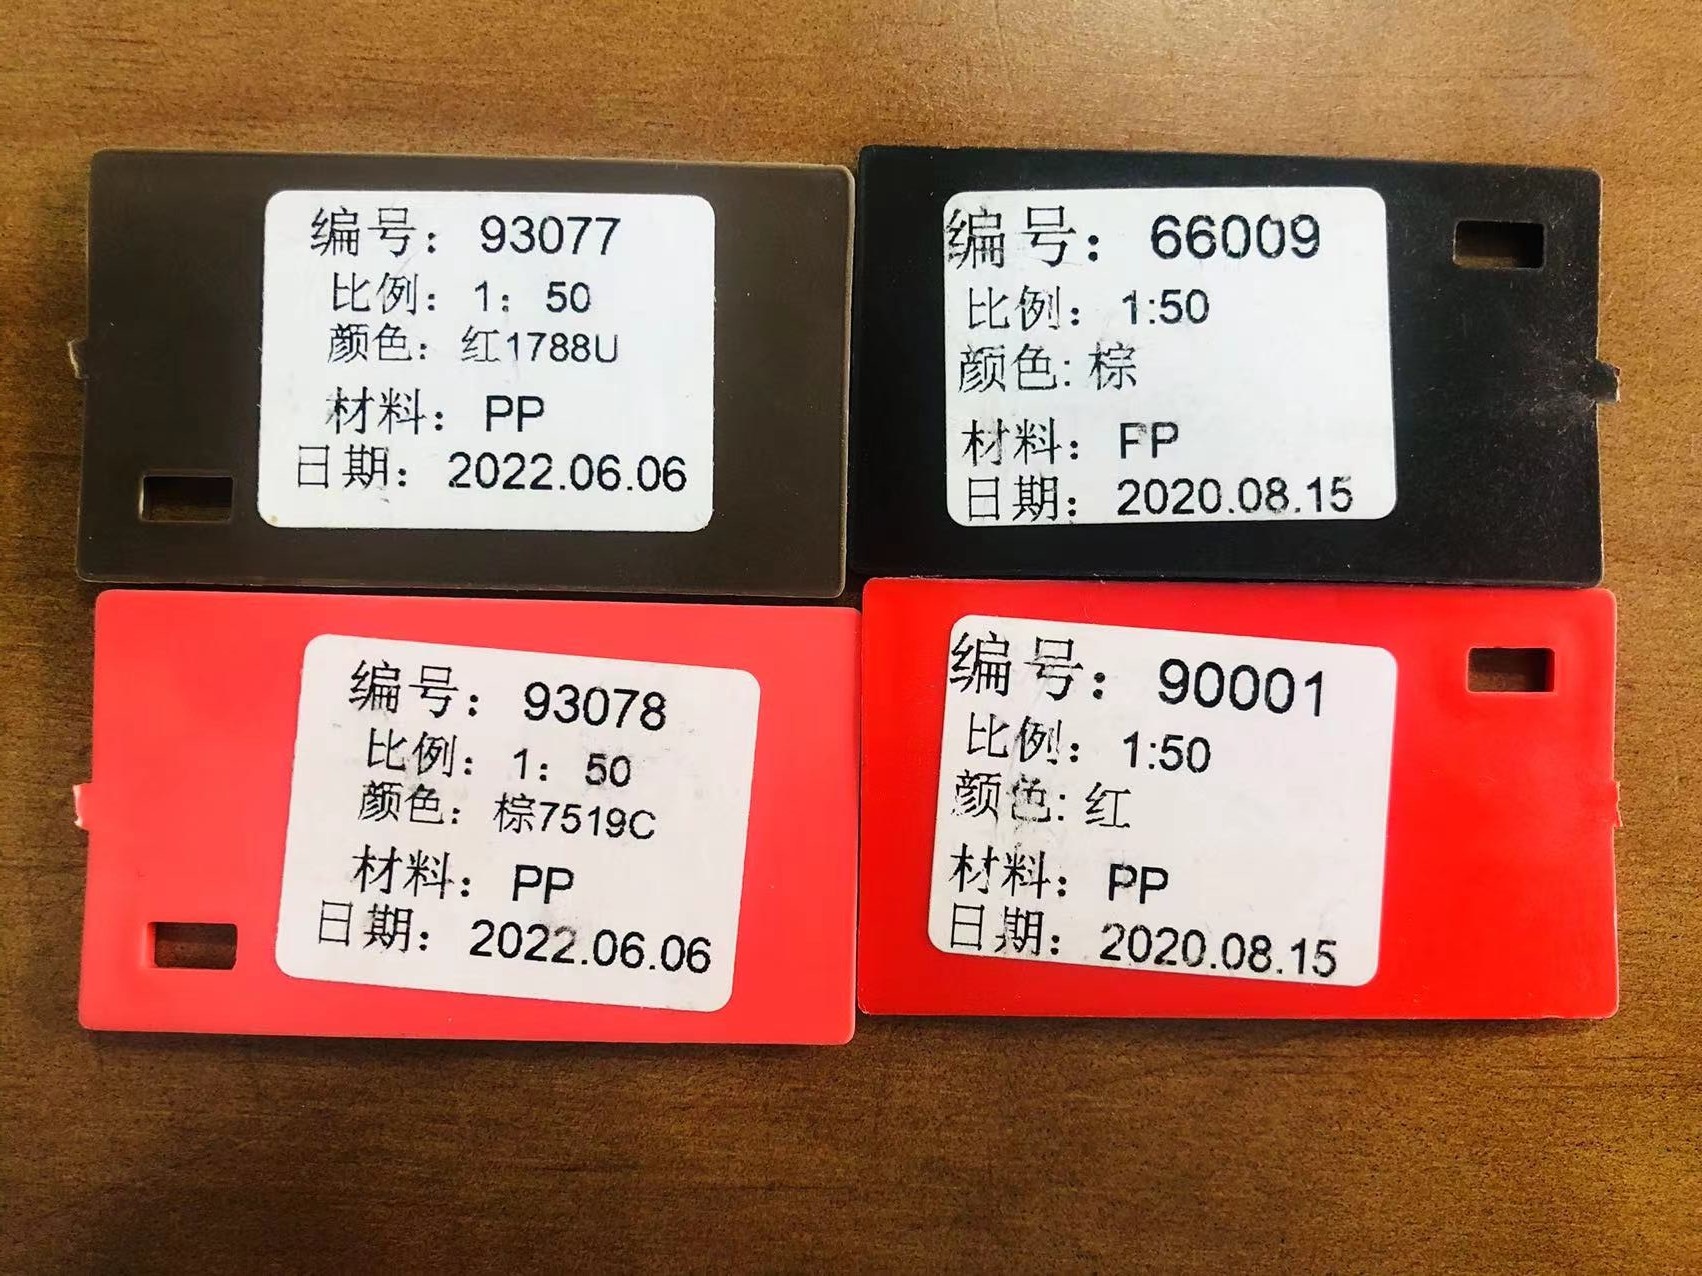 编号：93077
比例：1：50
颜色：红1788U
材料：PP
日期：2022.06.06
编号：66009
比例：1:50
颜色:棕
材料：PP
日期：2020.08.15
编号：93078
比例：1：50
颜色：棕7519C
材料：PP
日期：2022.06.06
编号：90001
比例：1:50
颜色:红
材料：PP
日期：2020.08.15